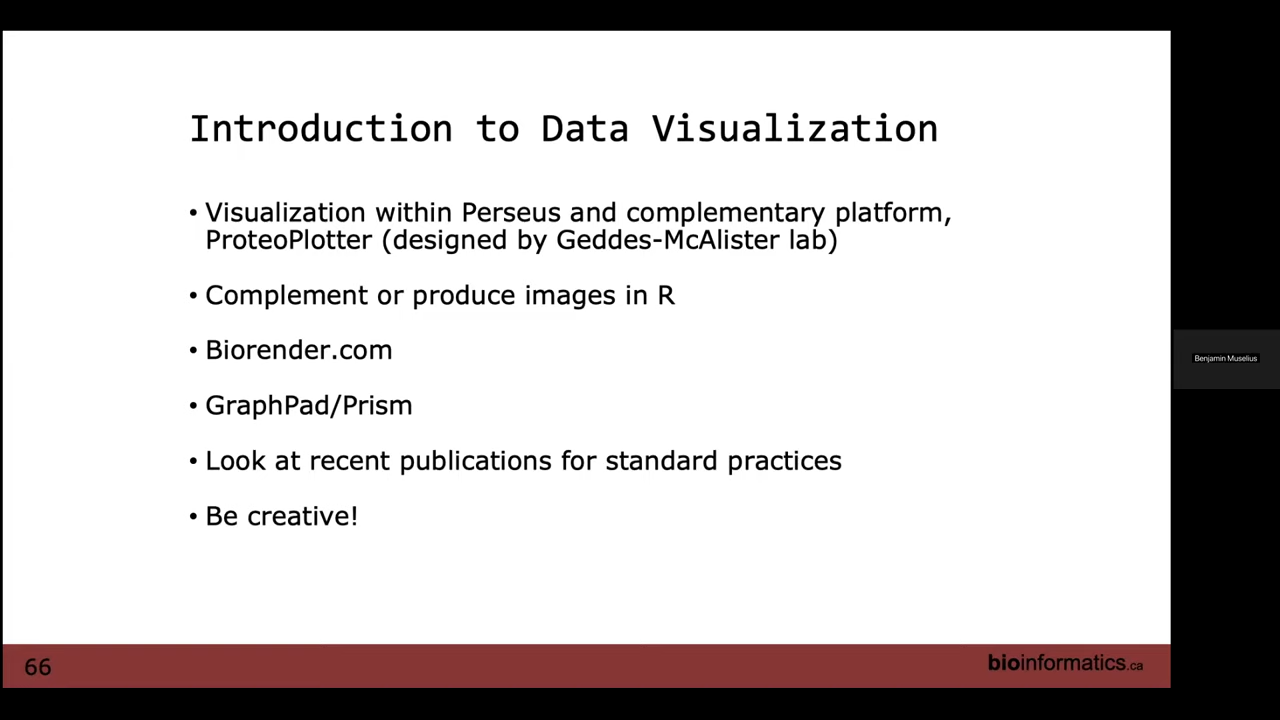 Introduction to Data Visualization
• Visualization within Perseus and complementary platform,
ProteoPlotter (designed by Geddes-McAlister lab)
• Complement or produce images in R
• Biorender.com
• GraphPad/Prism
• Look at recent publications for standard practices
• Be creative!
Benjamin Muselius
66
bioinformatics.ca